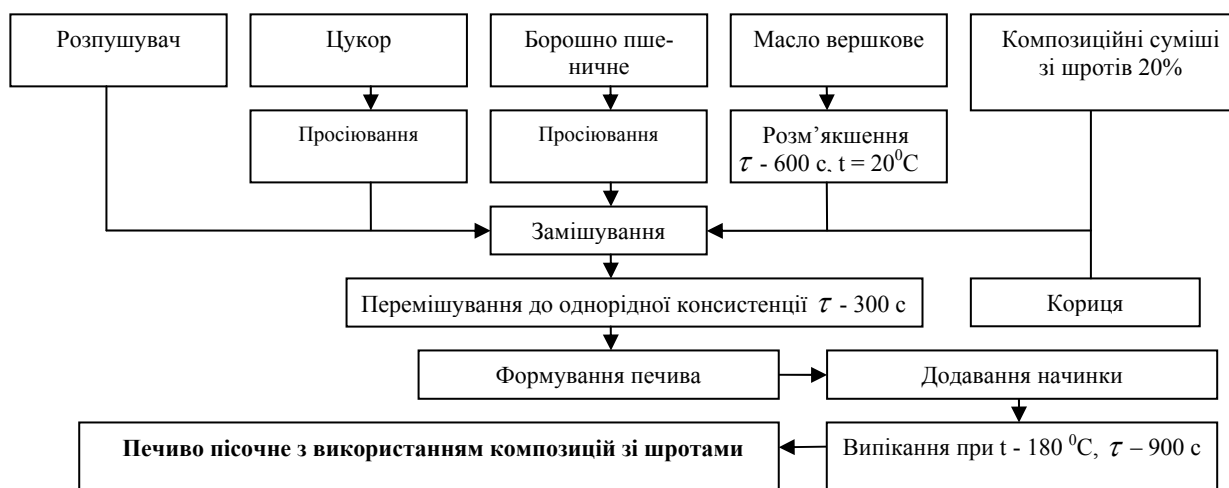 Розпушувач
Цукор
Борошно пше-
ничне
Масло вершкове
Композиційні суміші
зі шротів 20%
Просіювання
Просіювання
Розм’якшення
τ - 600 с, t = 20⁰С
Замішування
Перемішування до однорідної консистенції τ - 300 с
Кориця
Формування печива
Додавання начинки
Печиво пісочне з використанням композицій зі шротами
Випікання при t - 180 ⁰С, τ – 900 с